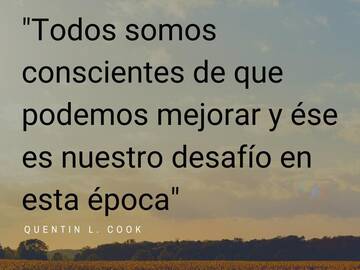 "Todos somos
conscientes de que
podemos mejorar y ése
es nuestro desafío en
esta época"
QUENTIN L. COOK